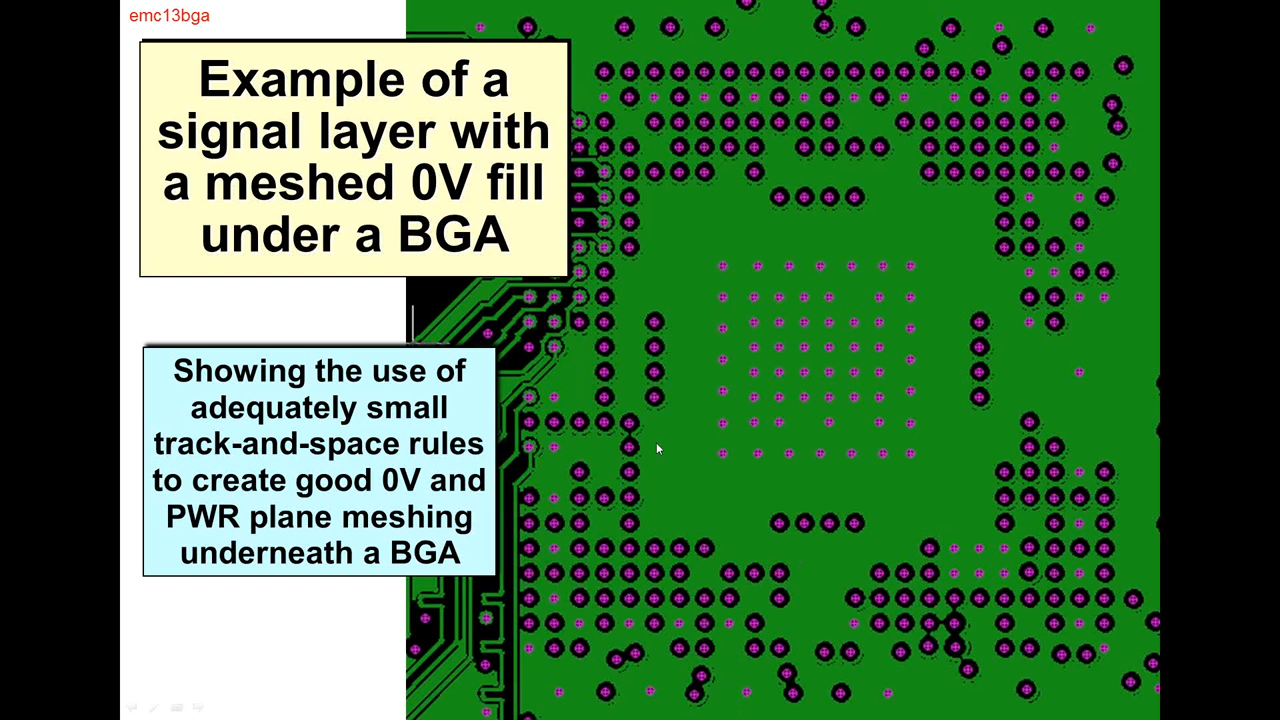 emc13bga
Example of a
signal layer with
a meshed 0V fill
under a BGA
Showing the use of
adequately small
track-and-space rules
to create good 0V and
PWR plane meshing
underneath a BGA